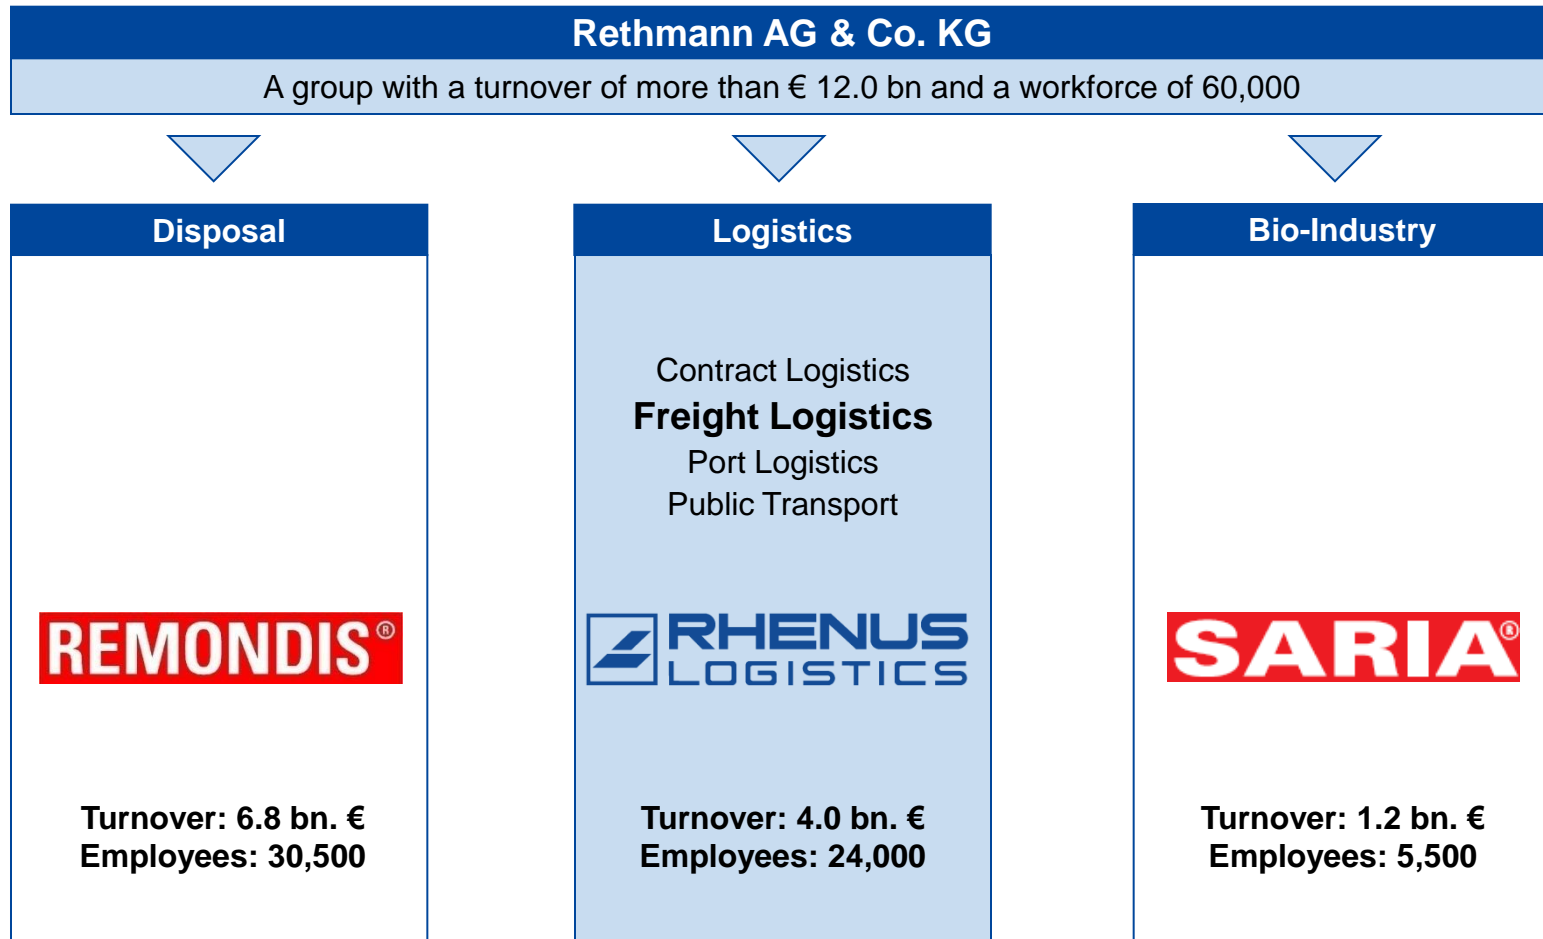 Rethmann AG & Co. KG
A group with a turnover of more than € 12.0 bn and a workforce of 60,000
Disposal
REMONDIS®
Turnover: 6.8 bn. €
Employees: 30,500
Logistics
Contract Logistics
Freight Logistics
Port Logistics
Public Transport
RHENUS
LOGISTICS
Turnover: 4.0 bn. €
Employees: 24,000
Bio-Industry
SARIA®
Turnover: 1.2 bn. €
Employees: 5,500